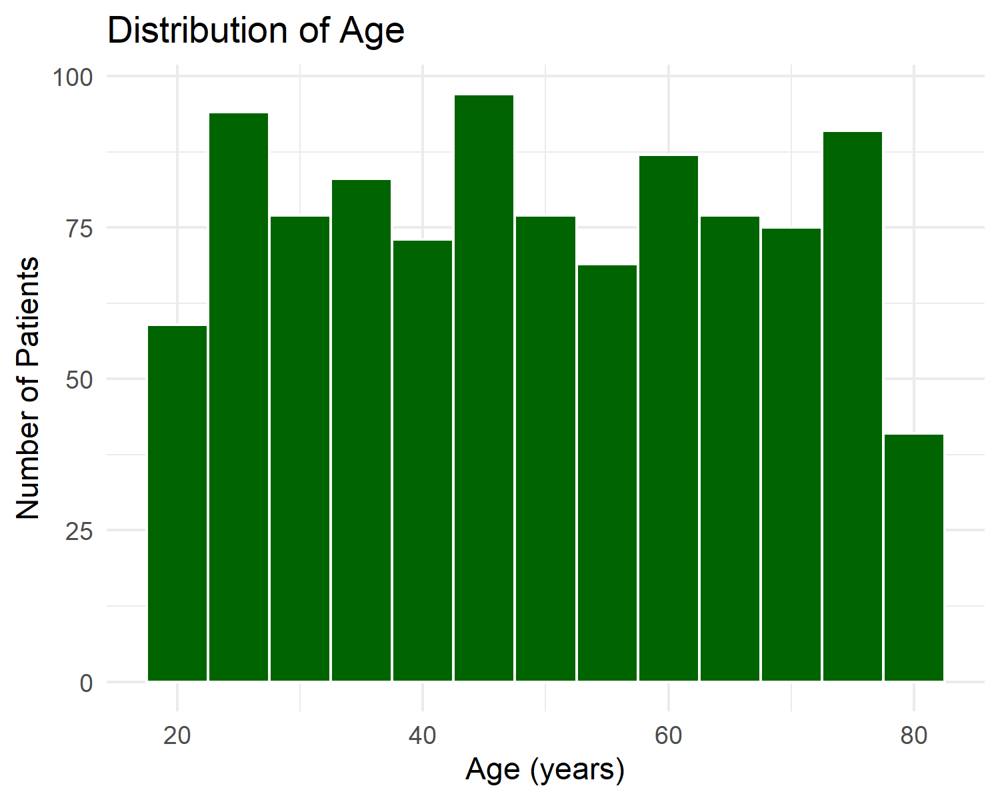 Distribution of Age
100
75
50
25
0
Number of Patients
20 40 60 80
Age (years)